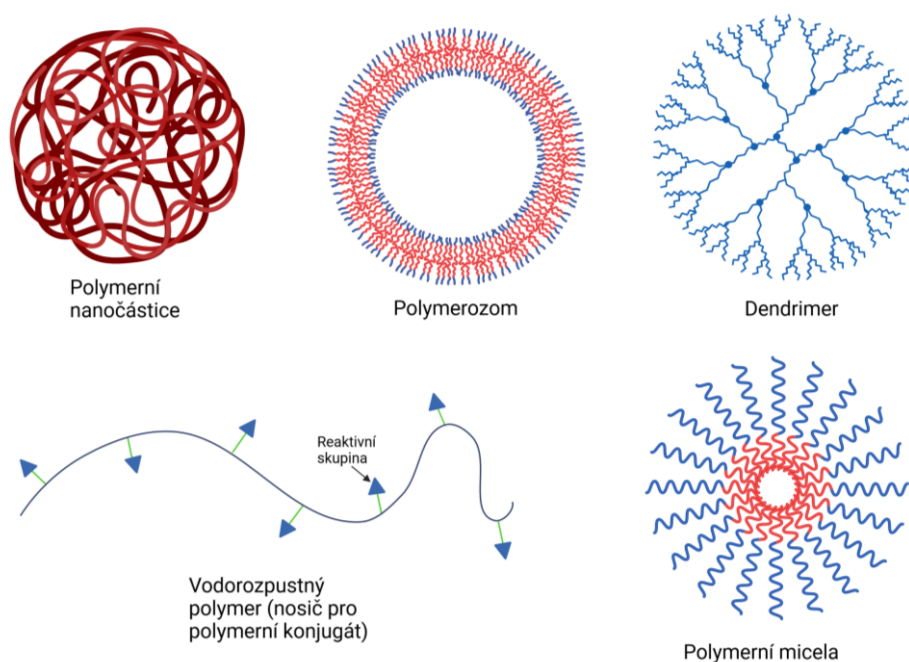 Polymerní
nanočástice
Polymerozom
Dendrimer
Reaktivní
skupina
Vodorozpustný
polymer (nosič pro
polymerní konjugát)
Polymerní micela